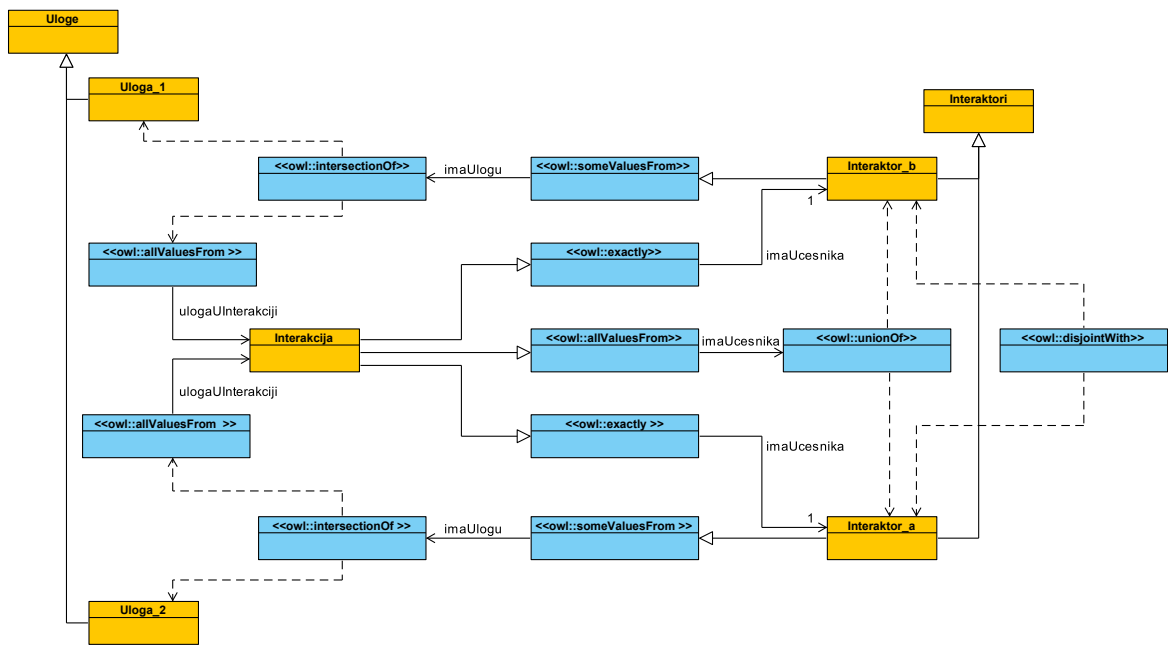 Uloge
Uloga_1
Interaktori
<<owl::intersectionOf>>
imaUlogu
<<owl::someValuesFrom>>
Interaktor_b
1
<<owl::allValuesFrom >>
<<owl::exactly>>
imaUcesnika
ulogaUInterakciji
Interakcija
<<owl::allValuesFrom>>
imaUcesnika
<<owl::unionOf>>
<<owl::disjointWith>>
ulogaUInterakciji
<<owl::allValuesFrom  >>
<<owl::exactly >>
imaUcesnika
<<owl::intersectionOf >>
imaUlogu
<<owl::someValuesFrom >>
1
Interaktor_a
Uloga_2